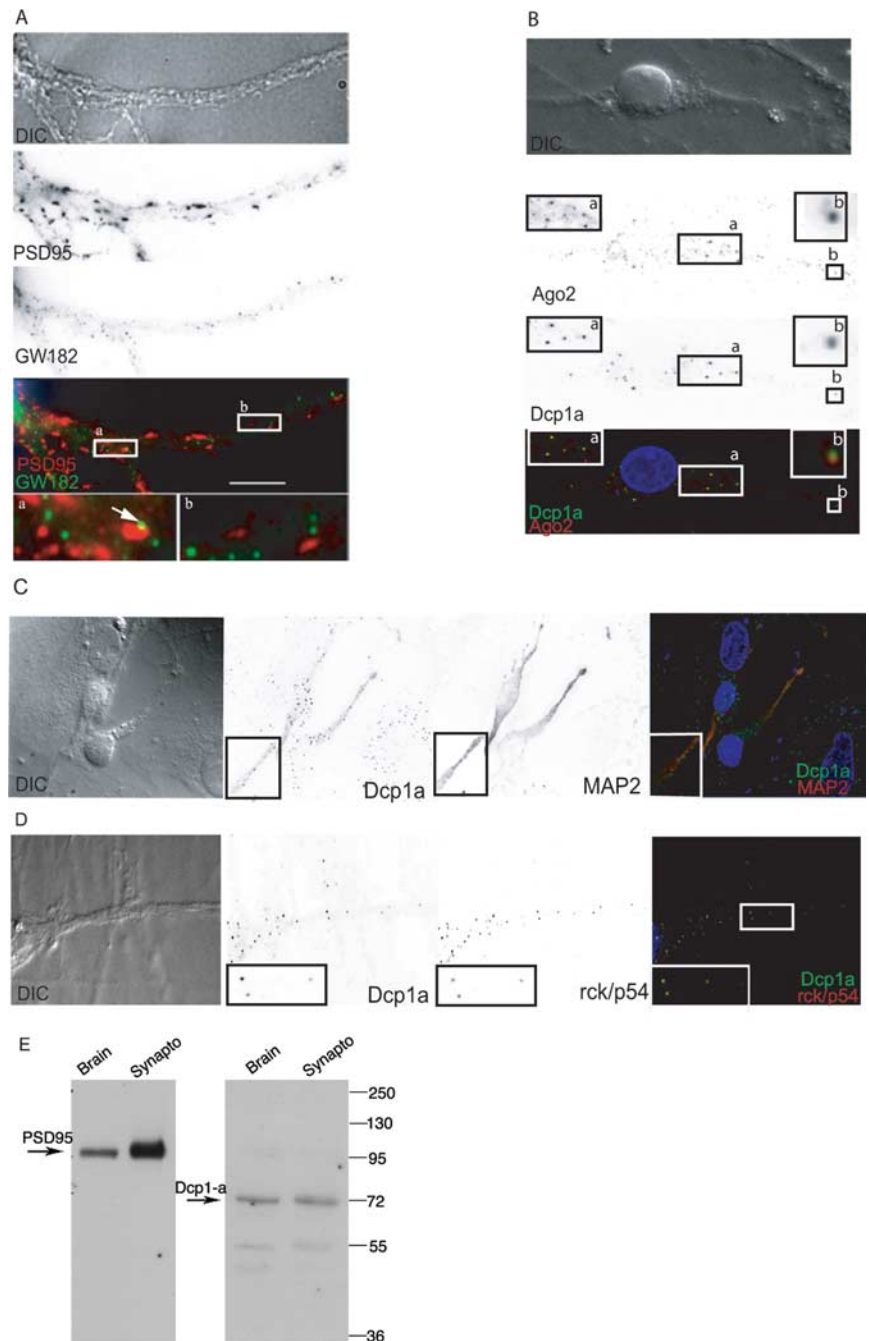 A
DIC
PSD95
GW182
a
b
PSD95
GW182
a
b
B
DIC
a
a
b
b
Ago2
a
a
b
b
Dcp1a
a
a
b
b
Dcp1a
Ago2
C
DIC
Dcp1a
MAP2
Dcp1a
MAP2
D
DIC
Dcp1a
rck/p54
Dcp1a
rck/p54
E
Brain
Synapto
Brain
Synapto
PSD95
Dcp1-a
250
130
95
72
55
36